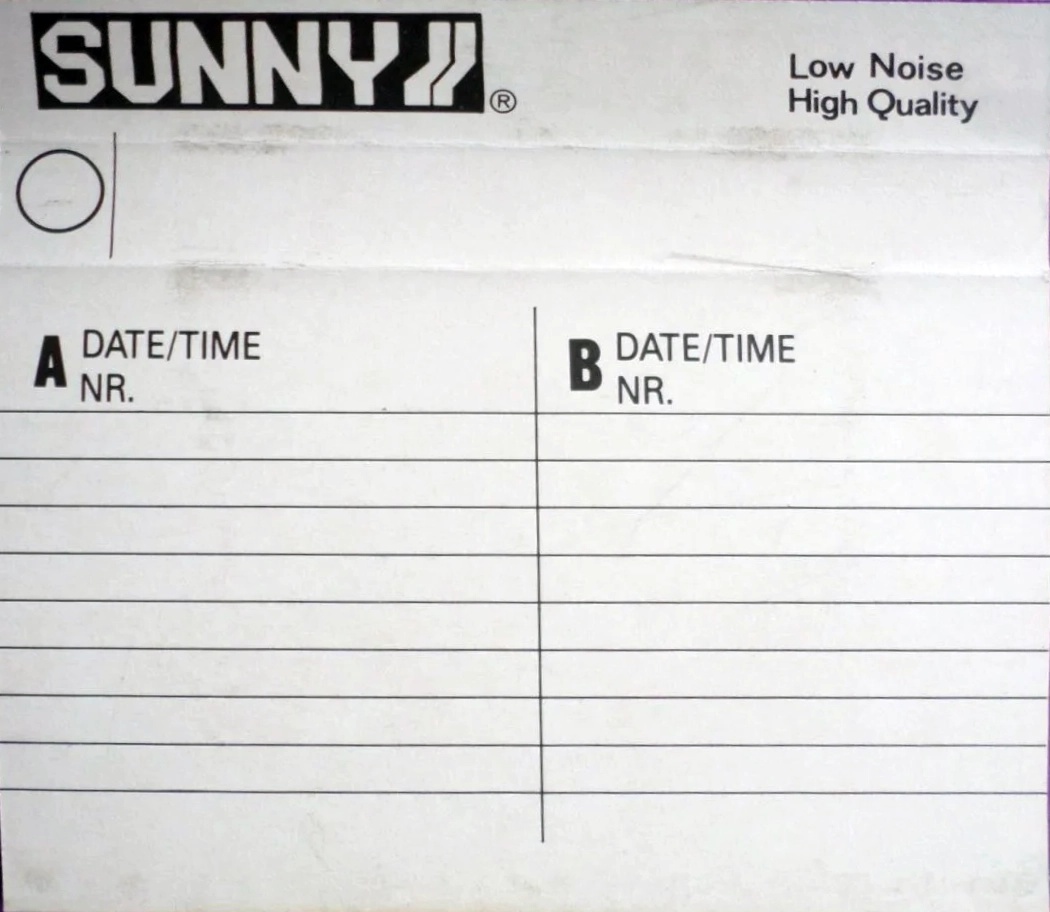 SUNNY ®
Low Noise
High Quality
A DATE/TIME
NR.
B DATE/TIME
NR.